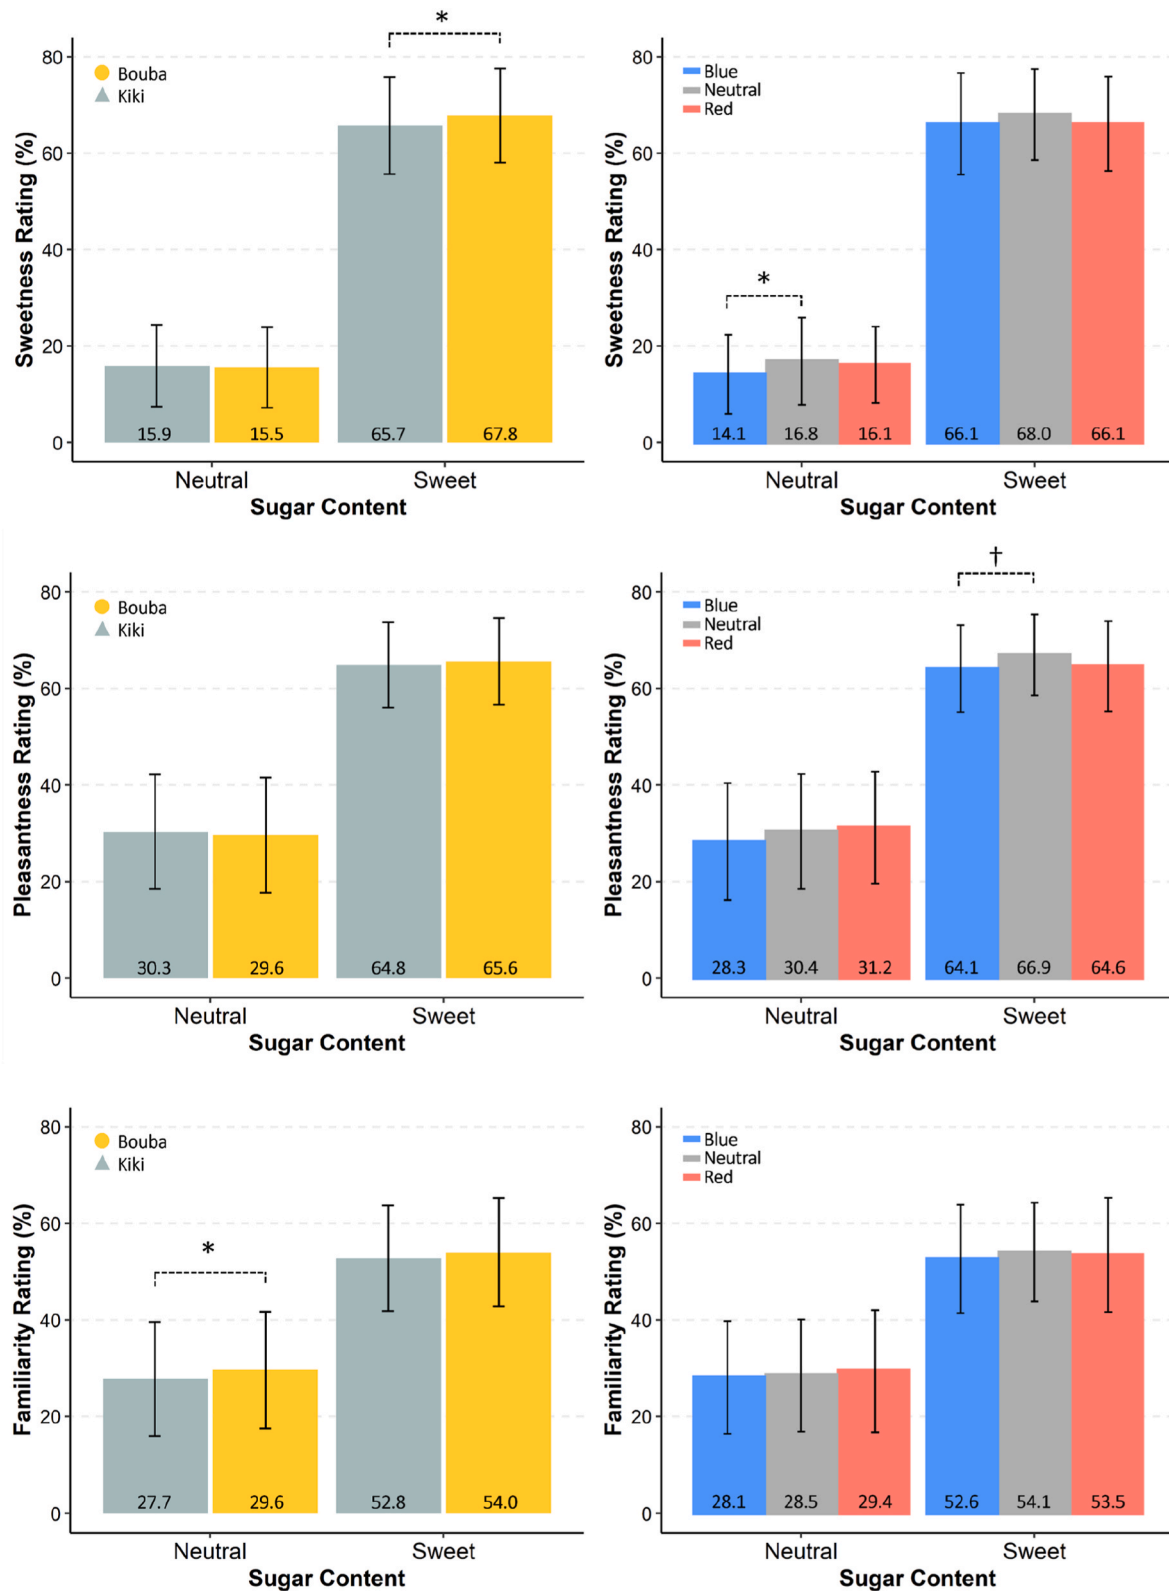 *
80
Bouba
Kiki
60
40
20
0
Sweetness Rating (%)
15.9 15.5 65.7 67.8
Neutral Sweet
Sugar Content
80
Blue
Neutral
Red
60
40
*
20
0
Sweetness Rating (%)
14.1 16.8 16.1 66.1 68.0 66.1
Neutral Sweet
Sugar Content
80
Bouba
Kiki
60
40
20
0
Pleasantness Rating (%)
30.3 29.6 64.8 65.6
Neutral Sweet
Sugar Content
†
80
Blue
Neutral
Red
60
40
20
0
Pleasantness Rating (%)
28.3 30.4 31.2 64.1 66.9 64.6
Neutral Sweet
Sugar Content
80
Bouba
Kiki
60
*
40
20
0
Familiarity Rating (%)
27.7 29.6 52.8 54.0
Neutral Sweet
Sugar Content
80
Blue
Neutral
Red
60
40
20
0
Familiarity Rating (%)
28.1 28.5 29.4 52.6 54.1 53.5
Neutral Sweet
Sugar Content